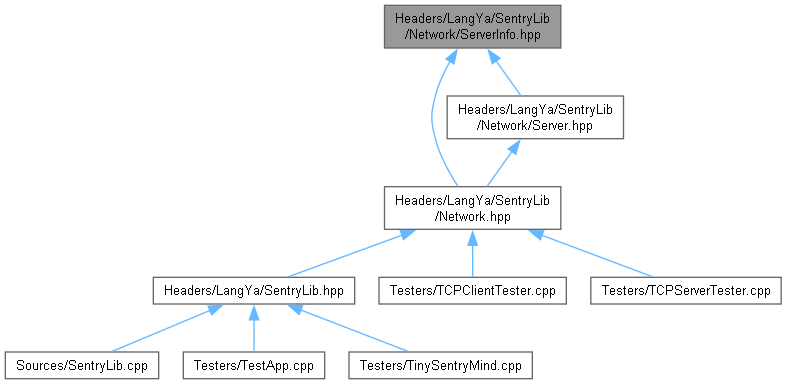 Headers/LangYa/SentryLib
/Network/ServerInfo.hpp
Headers/LangYa/SentryLib
/Network/Server.hpp
Headers/LangYa/SentryLib
/Network.hpp
Headers/LangYa/SentryLib.hpp
Testers/TCPClientTester.cpp
Testers/TCPServerTester.cpp
Sources/SentryLib.cpp
Testers/TestApp.cpp
Testers/TinySentryMind.cpp